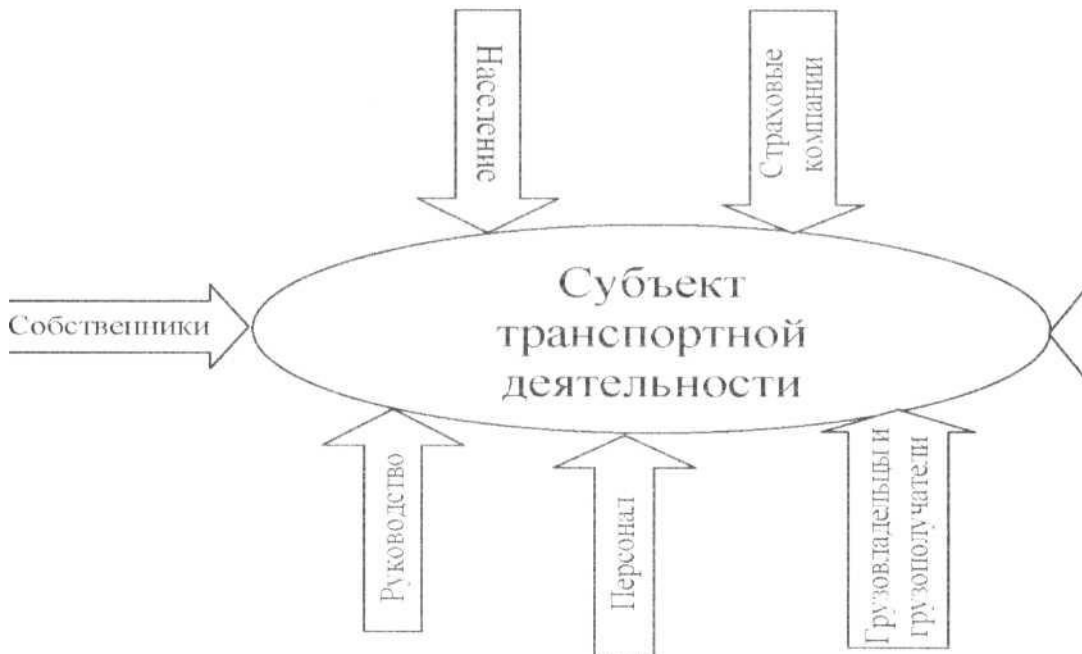 Население
Страховые
компании
Собственники
Субъект
транспортной
деятельности
Руководство
Персонал
Грузовладельцы и
грузополучатели